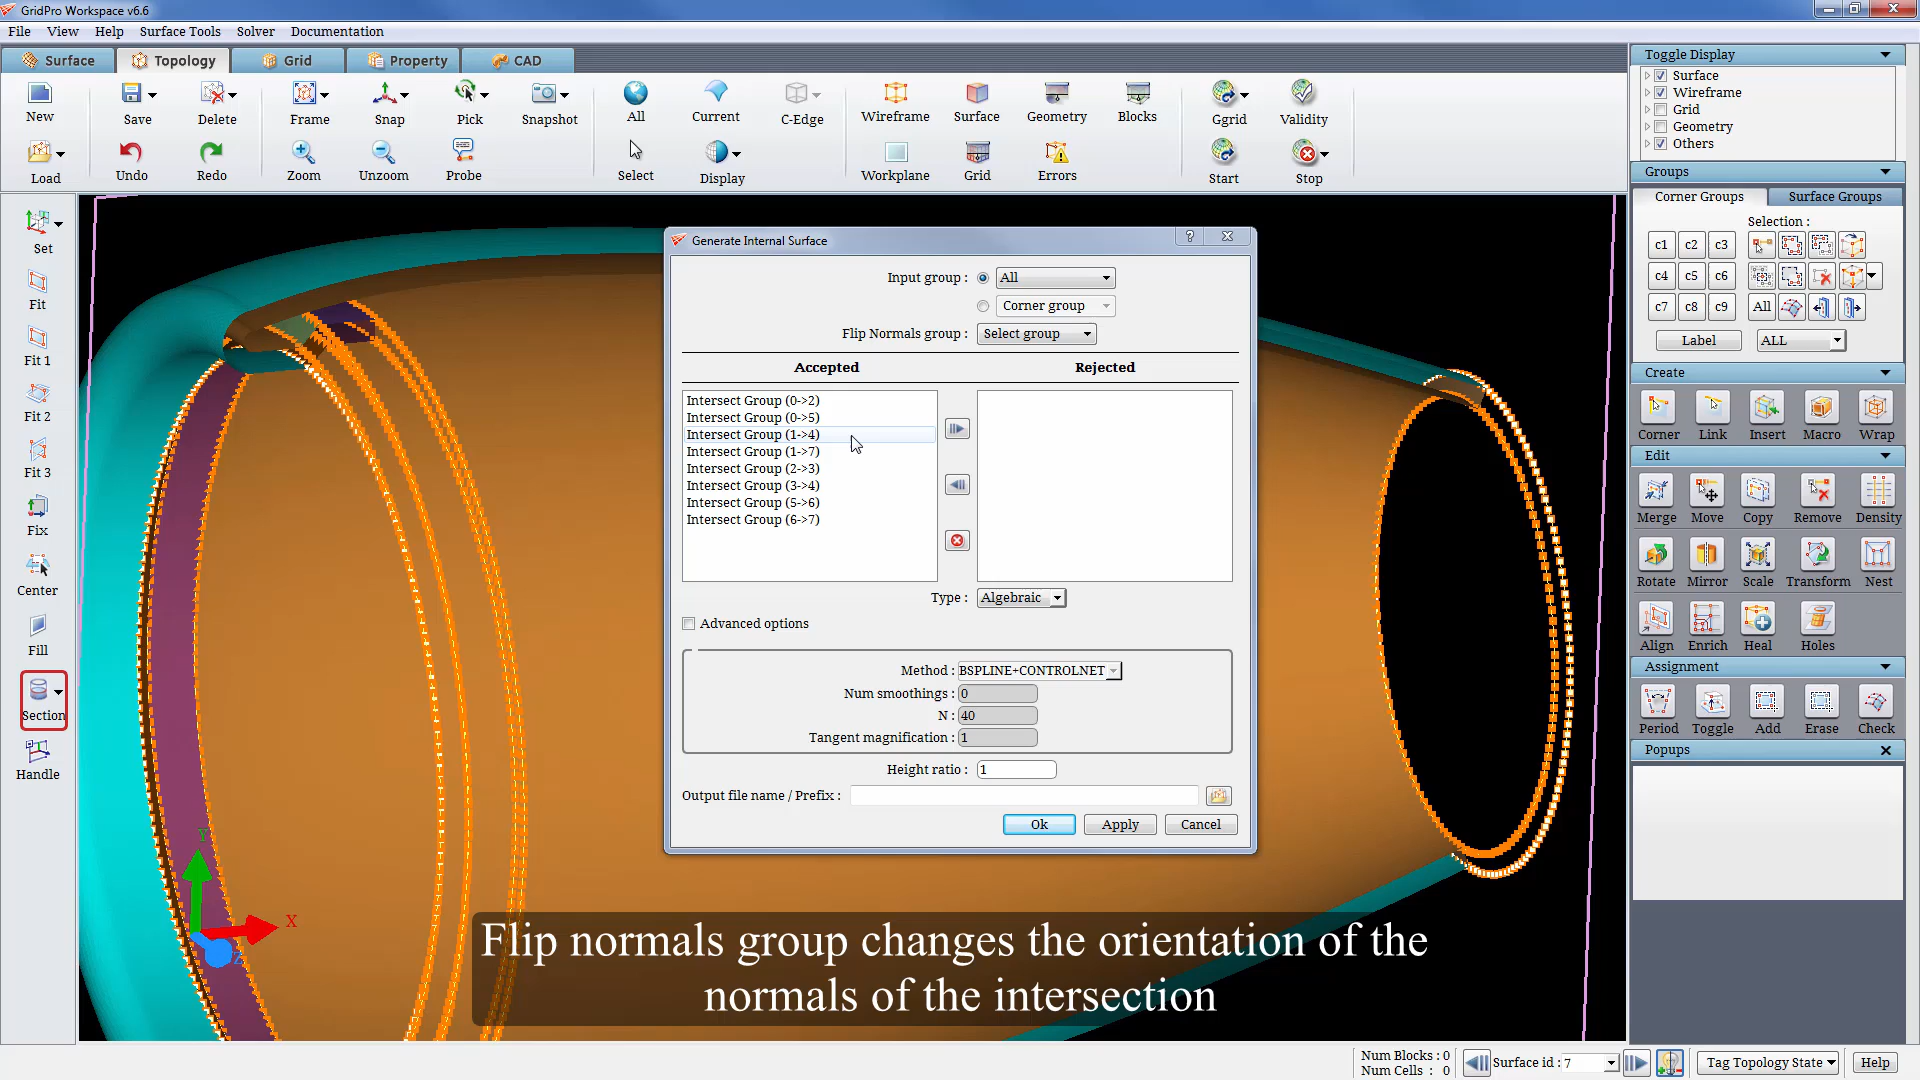 GridPro Workspace v6.6
File View Help Surface Tools Solver Documentation
Surface Topology Grid Property CAD
New Save Delete Frame Snap Pick Snapshot All Current C-Edge Wireframe Surface Geometry Blocks Ggrid Validity
Load Undo Redo Zoom Unzoom Probe Select Display Workplane Grid Errors Start Stop
Set
Fit
Fit 1
Fit 2
Fit 3
Fix
Center
Fill
Section
Handle
Y
X
Z
Generate Internal Surface
Input group : All
Corner group
Flip Normals group : Select group
Accepted Rejected
Intersect Group (0->2)
Intersect Group (0->5)
Intersect Group (1->4)
Intersect Group (1->7)
Intersect Group (2->3)
Intersect Group (3->4)
Intersect Group (5->6)
Intersect Group (6->7)
Type : Algebraic
Advanced options
Method : BSPLINE+CONTROLNET
Num smoothings : 0
N : 40
Tangent magnification : 1
Height ratio : 1
Output file name / Prefix :
Ok Apply Cancel
Flip normals group changes the orientation of the
normals of the intersection
Toggle Display
Surface
Wireframe
Grid
Geometry
Others
Groups
Corner Groups Surface Groups
Selection :
c1 c2 c3
c4 c5 c6
c7 c8 c9 All
Label ALL
Create
Corner Link Insert Macro Wrap
Edit
Merge Move Copy Remove Density
Rotate Mirror Scale Transform Nest
Align Enrich Heal Holes
Assignment
Period Toggle Add Erase Check
Popups
Num Blocks : 0
Num Cells : 0
Surface id : 7
Tag Topology State
Help